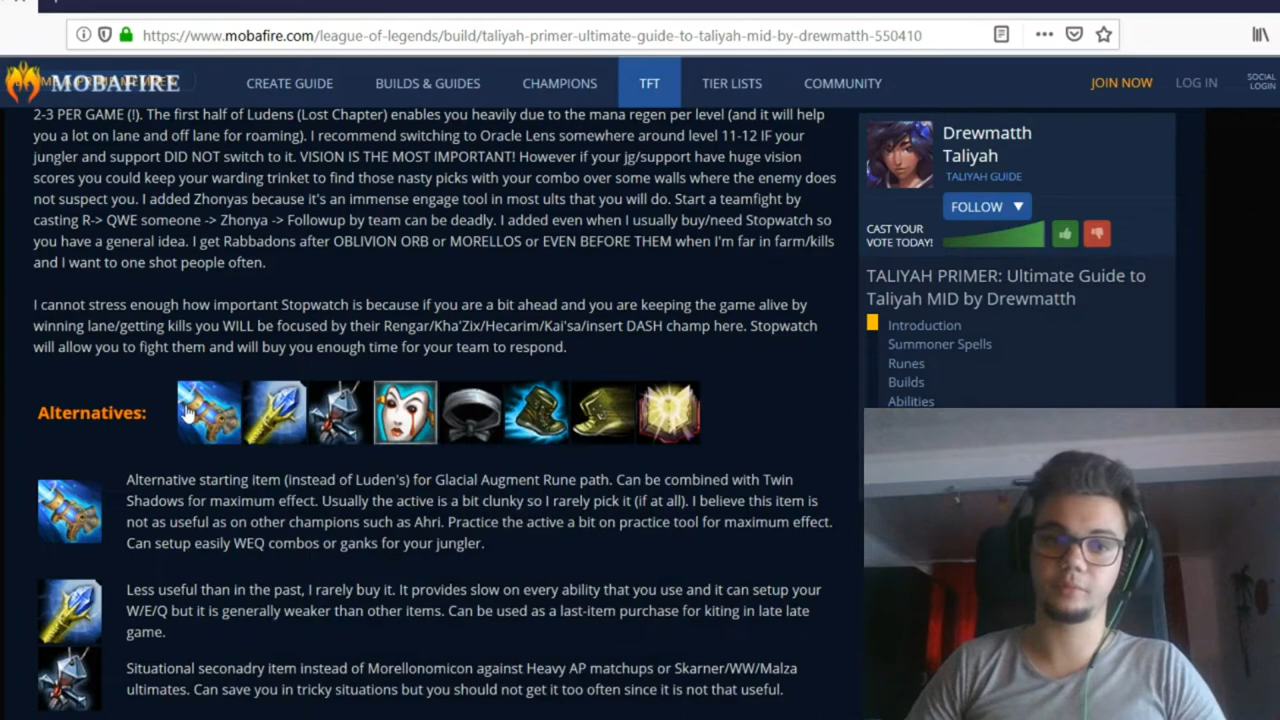 https://www.mobafire.com/league-of-legends/build/taliyah-primer-ultimate-guide-to-taliyah-mid-by-drewmatth-550410
MOBAFIRE
CREATE GUIDE
BUILDS & GUIDES
CHAMPIONS
TFT
TIER LISTS
COMMUNITY
JOIN NOW
LOG IN
SOCIAL
LOGIN
2-3 PER GAME (!). The first half of Ludens (Lost Chapter) enables you heavily due to the mana regen per level (and it will help
you a lot on lane and off lane for roaming). I recommend switching to Oracle Lens somewhere around level 11-12 IF your
jungler and support DID NOT switch to it. VISION IS THE MOST IMPORTANT! However if your jg/support have huge vision
scores you could keep your warding trinket to find those nasty picks with your combo over some walls where the enemy does
not suspect you. I added Zhonyas because it's an immense engage tool in most ults that you will do. Start a teamfight by
casting R-> QWE someone -> Zhonya -> Followup by team can be deadly. I added even when I usually buy/need Stopwatch so
you have a general idea. I get Rabbadons after OBLIVION ORB or MORELLOS or EVEN BEFORE THEM when I'm far in farm/kills
and I want to one shot people often.
I cannot stress enough how important Stopwatch is because if you are a bit ahead and you are keeping the game alive by
winning lane/getting kills you WILL be focused by their Rengar/Kha'Zix/Hecarim/Kai'sa/insert DASH champ here. Stopwatch
will allow you to fight them and will buy you enough time for your team to respond.
Alternatives:
Alternative starting item (instead of Luden's) for Glacial Augment Rune path. Can be combined with Twin
Shadows for maximum effect. Usually the active is a bit clunky so I rarely pick it (if at all). I believe this item is
not as useful as on other champions such as Ahri. Practice the active a bit on practice tool for maximum effect.
Can setup easily WEQ combos or ganks for your jungler.
Less useful than in the past, I rarely buy it. It provides slow on every ability that you use and it can setup your
W/E/Q but it is generally weaker than other items. Can be used as a last-item purchase for kiting in late late
game.
Situational seconadry item instead of Morellonomicon against Heavy AP matchups or Skarner/WW/Malza
ultimates. Can save you in tricky situations but you should not get it too often since it is not that useful.
Drewmatth
Taliyah
TALIYAH GUIDE
FOLLOW
CAST YOUR
VOTE TODAY!
TALIYAH PRIMER: Ultimate Guide to
Taliyah MID by Drewmatth
Introduction
Summoner Spells
Runes
Builds
Abilities